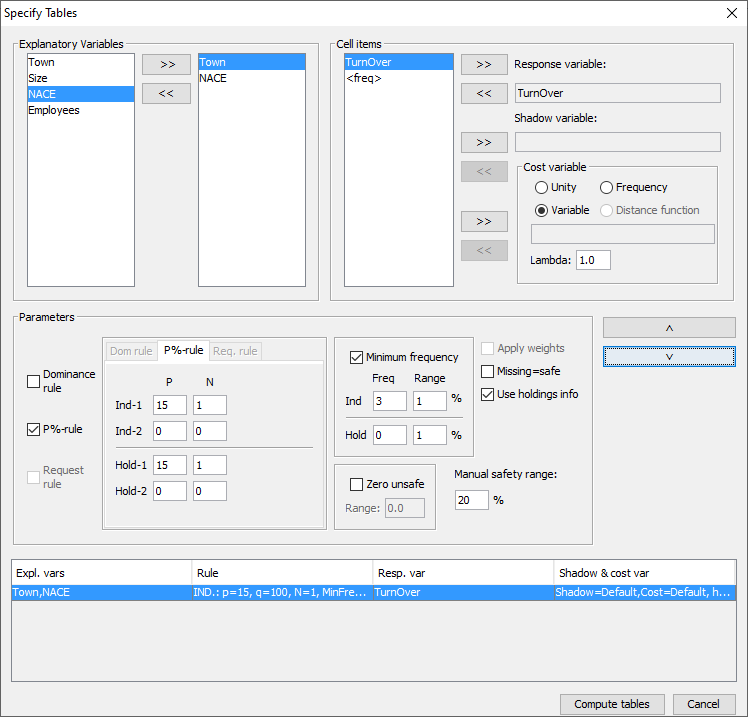 Specify Tables
Explanatory Variables
Town
Size
NACE
Employees
>>
<<
Town
NACE
Cell items
TurnOver
<freq>
>>
<<
>>
<<
>>
<<
Response variable:
TurnOver
Shadow variable:
Cost variable
Unity Frequency
Variable Distance function
Lambda: 1.0
Parameters
Dominance
rule
P%-rule
Request
rule
Dom rule P%-rule Req. rule
P N
Ind-1 15 1
Ind-2 0 0
Hold-1 15 1
Hold-2 0 0
Minimum frequency
Freq Range
Ind 3 1 %
Hold 0 1 %
Zero unsafe
Range: 0.0
Apply weights
Missing=safe
Use holdings info
Manual safety range:
20 %
Expl. vars Rule Resp. var Shadow & cost var
Town,NACE IND.: p=15, q=100, N=1, MinFre... TurnOver Shadow=Default,Cost=Default, h...
Compute tables Cancel